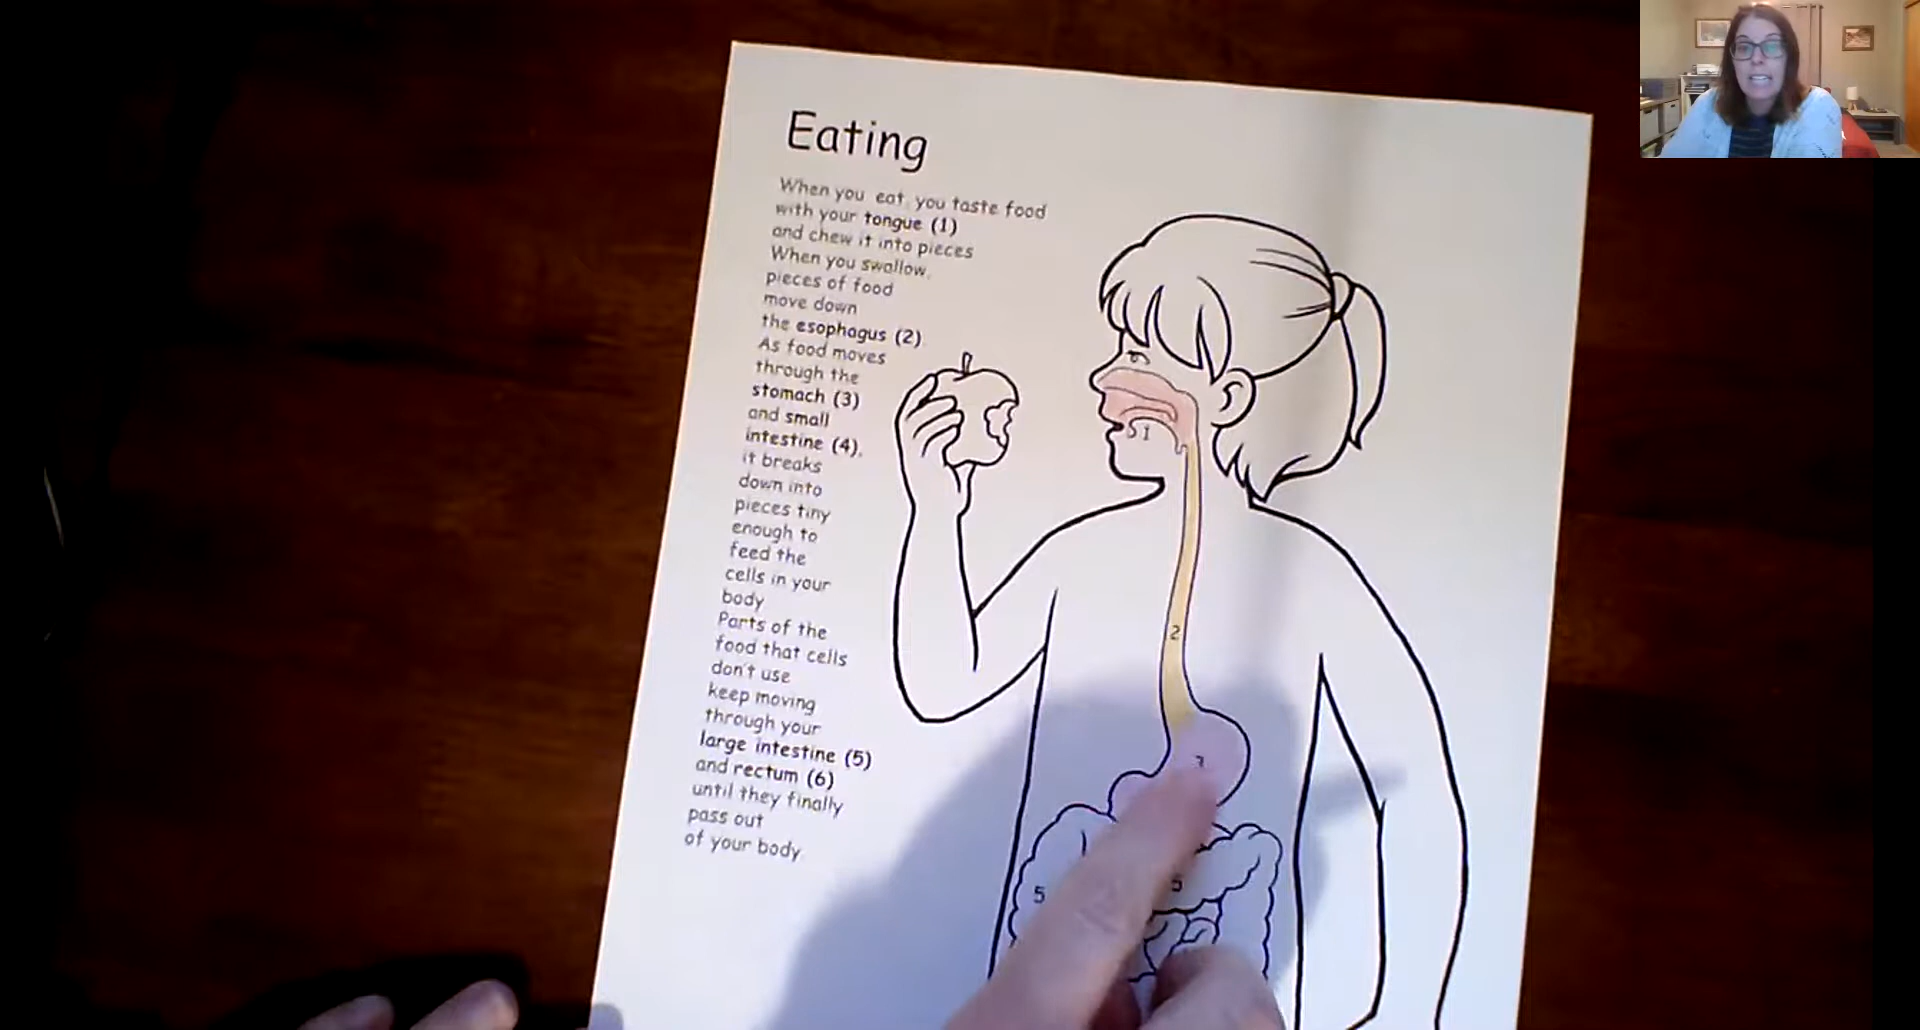 Eating
When you eat, you taste food
with your tongue (1)
and chew it into pieces
When you swallow,
pieces of food
move down
the esophagus (2)
As food moves
through the
stomach (3)
and small
intestine (4),
it breaks
down into
pieces tiny
enough to
feed the
cells in your
body
Parts of the
food that cells
don't use
keep moving
through your
large intestine (5)
and rectum (6)
until they finally
pass out
of your body
1
2
3
5
5